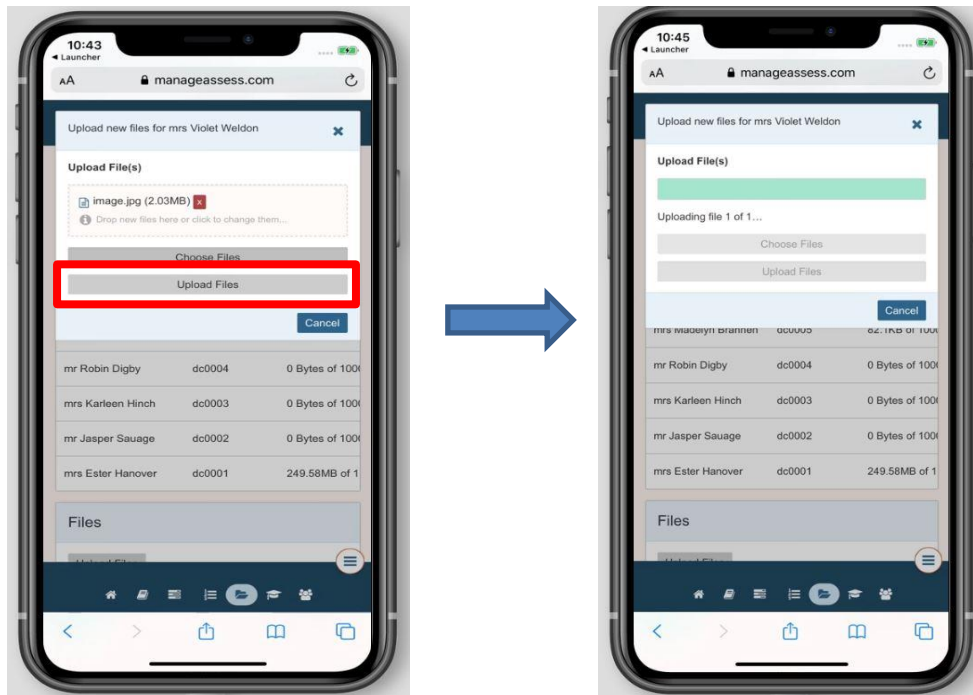 10:43
◀ Launcher
AA manageassess.com
Upload new files for mrs Violet Weldon
Upload File(s)
image.jpg (2.03MB) x
Drop new files here or click to change them...
Choose Files
Upload Files
Cancel
mr Robin Digby dc0004 0 Bytes of 100
mrs Karleen Hinch dc0003 0 Bytes of 100
mr Jasper Sauage dc0002 0 Bytes of 100
mrs Ester Hanover dc0001 249.58MB of 1
Files
Upload Files
10:45
◀ Launcher
AA manageassess.com
Upload new files for mrs Violet Weldon
Upload File(s)
Uploading file 1 of 1...
Choose Files
Upload Files
Cancel
mrs Madelyn Brannen dc0005 82.1KB of 100
mr Robin Digby dc0004 0 Bytes of 100
mrs Karleen Hinch dc0003 0 Bytes of 100
mr Jasper Sauage dc0002 0 Bytes of 100
mrs Ester Hanover dc0001 249.58MB of 1
Files
Upload Files